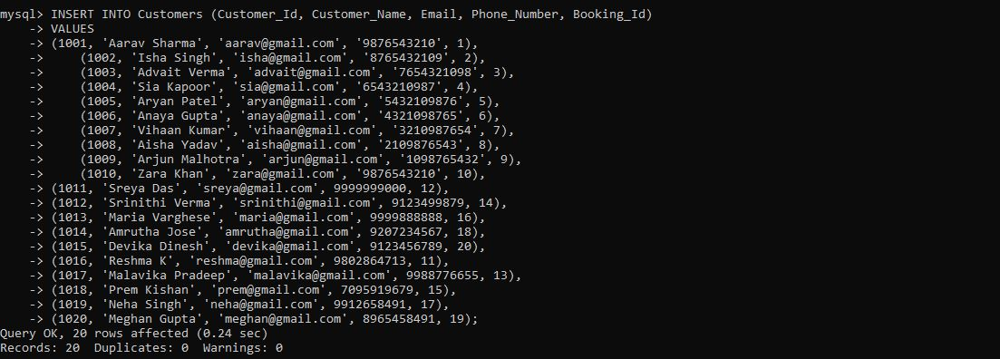 mysql> INSERT INTO Customers (Customer_Id, Customer_Name, Email, Phone_Number, Booking_Id)
    -> VALUES
    -> (1001, 'Aarav Sharma', 'aarav@gmail.com', '9876543210', 1),
    ->     (1002, 'Isha Singh', 'isha@gmail.com', '8765432109', 2),
    ->     (1003, 'Advait Verma', 'advait@gmail.com', '7654321098', 3),
    ->     (1004, 'Sia Kapoor', 'sia@gmail.com', '6543210987', 4),
    ->     (1005, 'Aryan Patel', 'aryan@gmail.com', '5432109876', 5),
    ->     (1006, 'Anaya Gupta', 'anaya@gmail.com', '4321098765', 6),
    ->     (1007, 'Vihaan Kumar', 'vihaan@gmail.com', '3210987654', 7),
    ->     (1008, 'Aisha Yadav', 'aisha@gmail.com', '2109876543', 8),
    ->     (1009, 'Arjun Malhotra', 'arjun@gmail.com', '1098765432', 9),
    ->     (1010, 'Zara Khan', 'zara@gmail.com', '9876543210', 10),
    -> (1011, 'Sreya Das', 'sreya@gmail.com', 9999999000, 12),
    -> (1012, 'Srinithi Verma', 'srinithi@gmail.com', 9123499879, 14),
    -> (1013, 'Maria Varghese', 'maria@gmail.com', 9999888888, 16),
    -> (1014, 'Amrutha Jose', 'amrutha@gmail.com', 9207234567, 18),
    -> (1015, 'Devika Dinesh', 'devika@gmail.com', 9123456789, 20),
    -> (1016, 'Reshma K', 'reshma@gmail.com', 9802864713, 11),
    -> (1017, 'Malavika Pradeep', 'malavika@gmail.com', 9988776655, 13),
    -> (1018, 'Prem Kishan', 'prem@gmail.com', 7095919679, 15),
    -> (1019, 'Neha Singh', 'neha@gmail.com', 9912658491, 17),
    -> (1020, 'Meghan Gupta', 'meghan@gmail.com', 8965458491, 19);
Query OK, 20 rows affected (0.24 sec)
Records: 20  Duplicates: 0  Warnings: 0